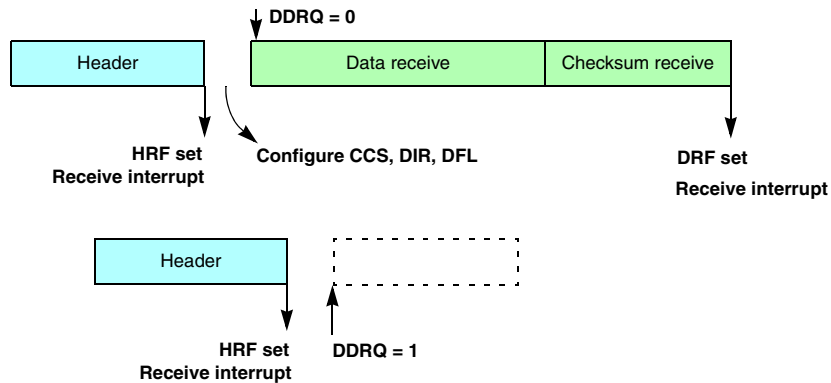 DDRQ = 0
Header
Data receive
Checksum receive
HRF set
Receive interrupt
Configure CCS, DIR, DFL
DRF set
Receive interrupt
Header
HRF set
Receive interrupt
DDRQ = 1